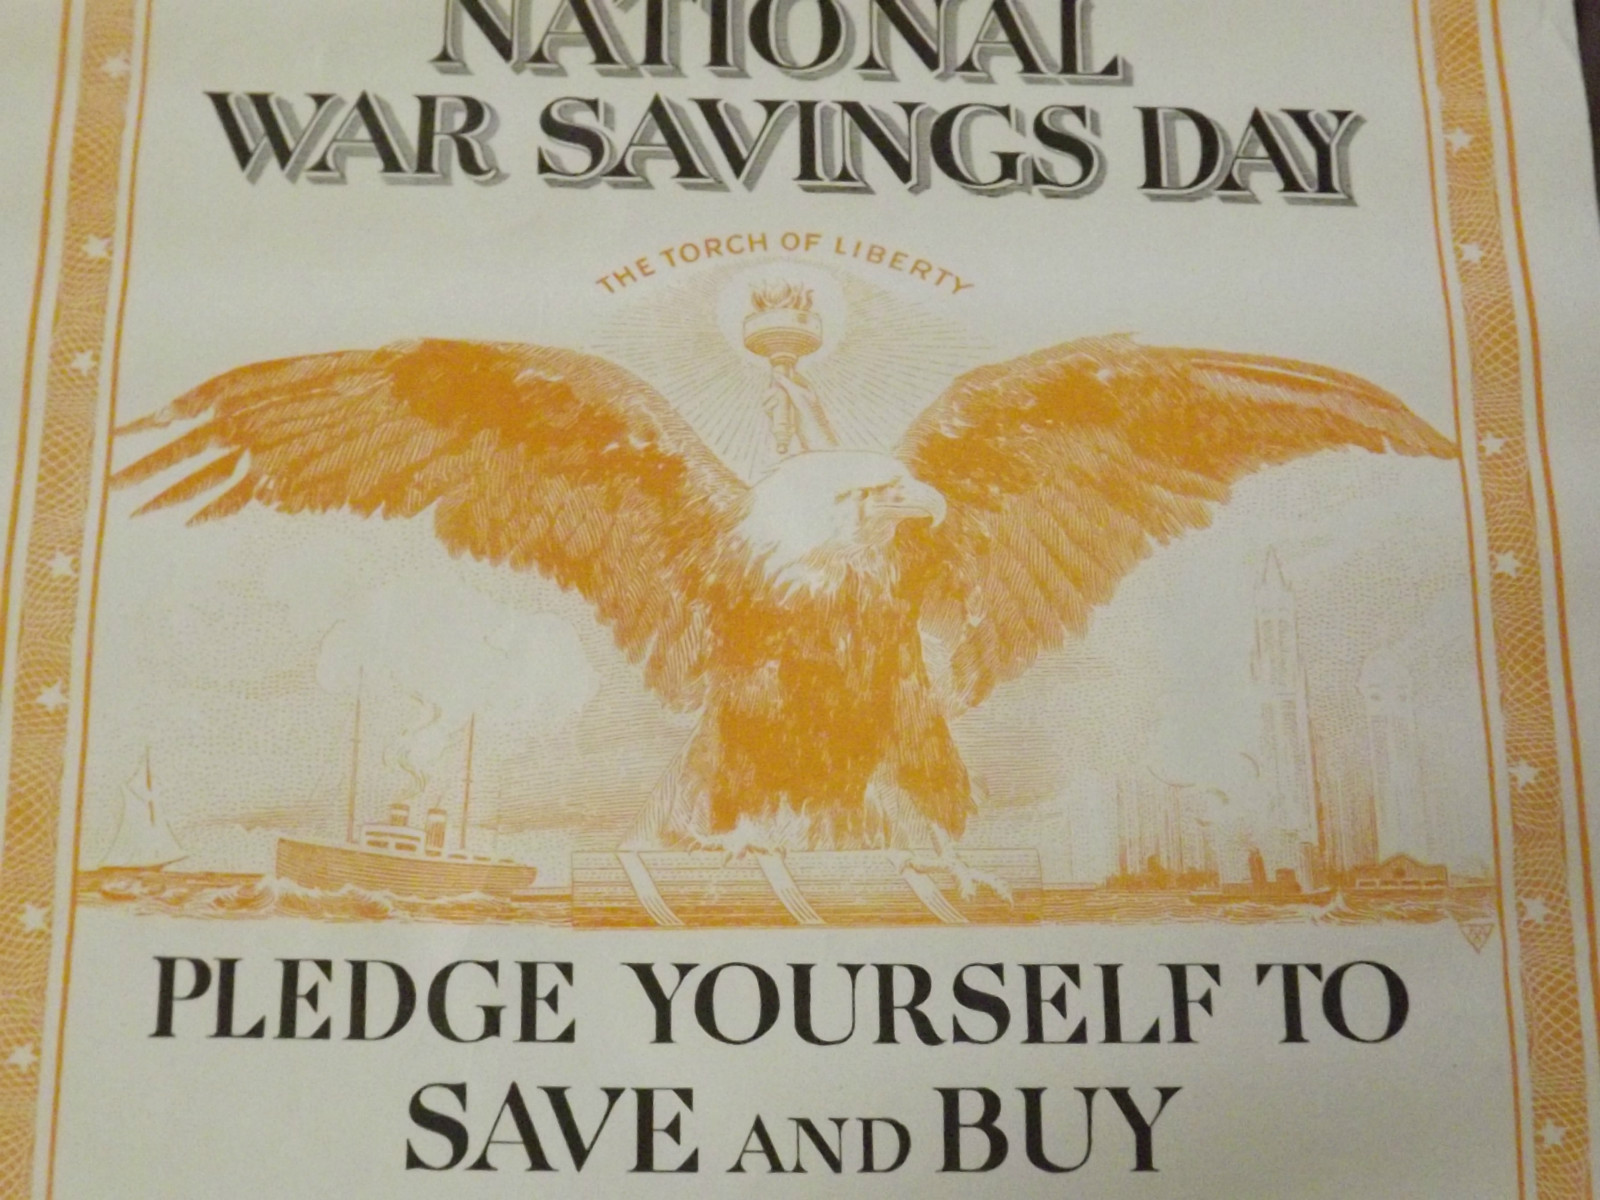 NATIONAL
WAR SAVINGS DAY
THE TORCH OF LIBERTY
PLEDGE YOURSELF TO
SAVE AND BUY